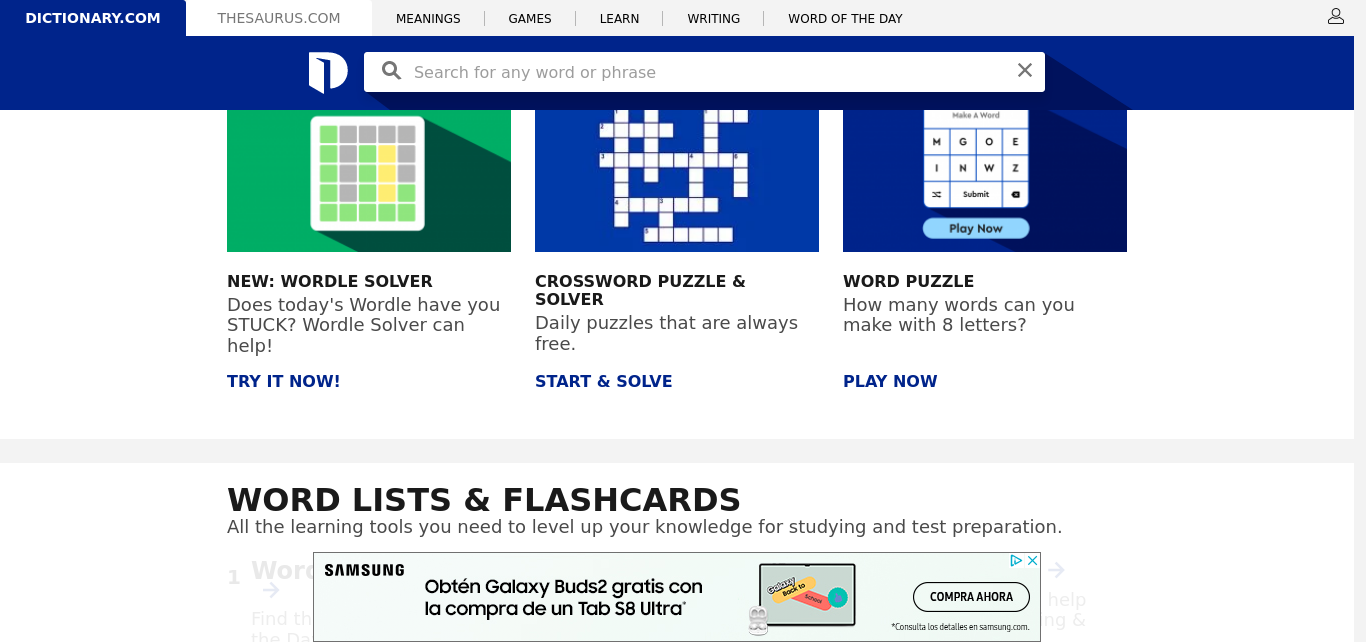 DICTIONARY.COM
THESAURUS.COM
MEANINGS
GAMES
LEARN
WRITING
WORD OF THE DAY
Search for any word or phrase
Make A Word
M G O E
I N W Z
Submit
Play Now
NEW: WORDLE SOLVER
Does today's Wordle have you
STUCK? Wordle Solver can
help!
TRY IT NOW!
CROSSWORD PUZZLE &
SOLVER
Daily puzzles that are always
free.
START & SOLVE
WORD PUZZLE
How many words can you
make with 8 letters?
PLAY NOW
WORD LISTS & FLASHCARDS
All the learning tools you need to level up your knowledge for studying and test preparation.
1
Find th
the Da
help
SAMSUNG
Obtén Galaxy Buds2 gratis con
la compra de un Tab S8 Ultra*
Galaxy
Back to
School
COMPRA AHORA
*Consulta los detalles en samsung.com.